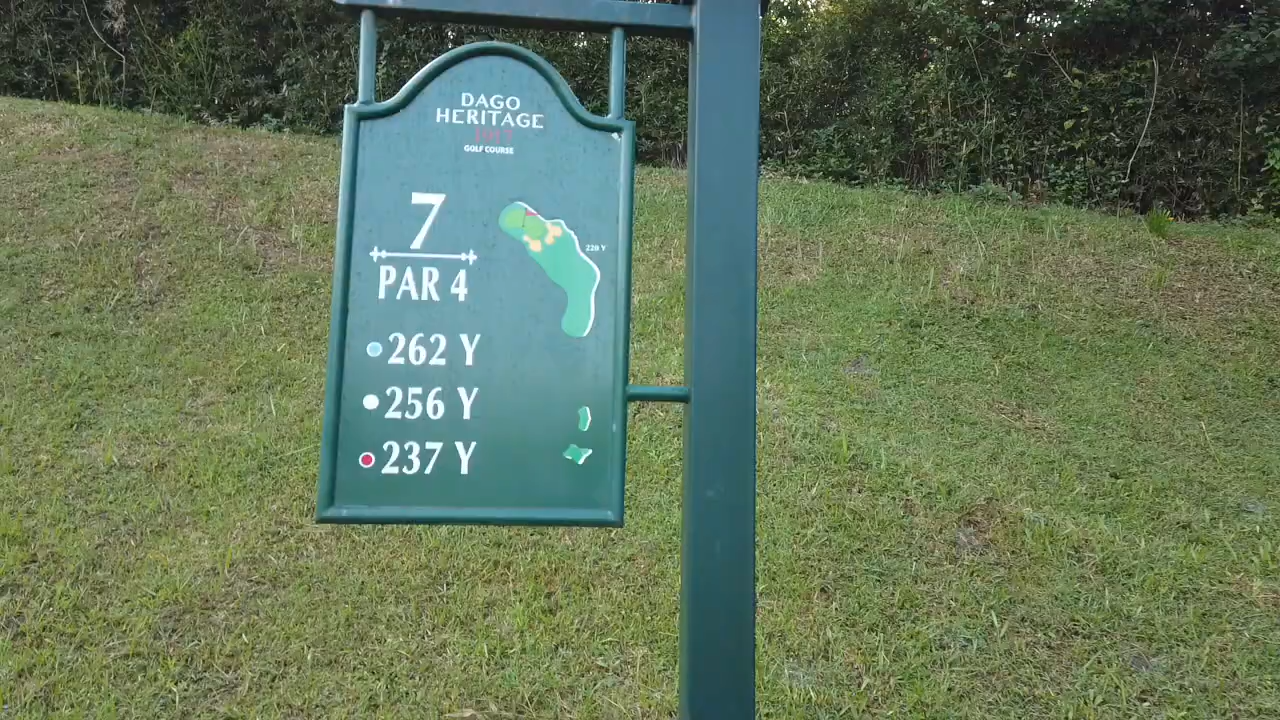 DAGO
HERITAGE
1917
GOLF COURSE
7
PAR 4
220 Y
262 Y
256 Y
237 Y